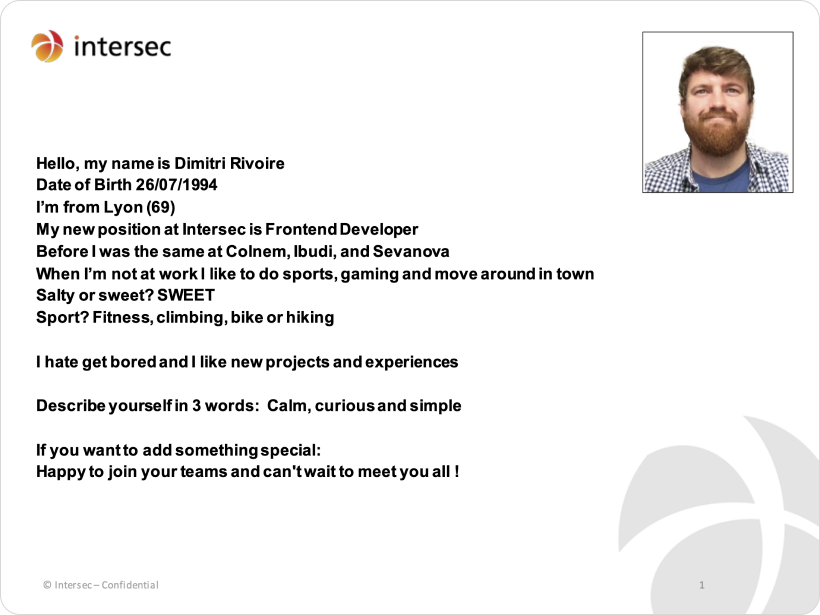 intersec
Hello, my name is Dimitri Rivoire
Date of Birth 26/07/1994
I'm from Lyon (69)
My new position at Intersec is Frontend Developer
Before I was the same at Colnem, Ibudi, and Sevanova
When I'm not at work I like to do sports, gaming and move around in town
Salty or sweet? SWEET
Sport? Fitness, climbing, bike or hiking
I hate get bored and I like new projects and experiences
Describe yourself in 3 words:  Calm, curious and simple
If you want to add something special:
Happy to join your teams and can't wait to meet you all !
© Intersec – Confidential
1